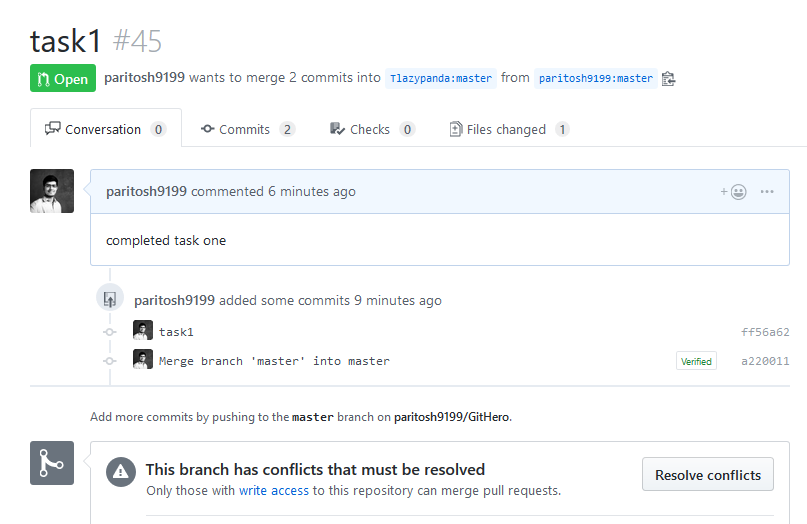 task1 #45
Open paritosh9199 wants to merge 2 commits into Tlazypanda:master from paritosh9199:master
Conversation 0 Commits 2 Checks 0 Files changed 1
paritosh9199 commented 6 minutes ago
completed task one
paritosh9199 added some commits 9 minutes ago
task1 ff56a62
Merge branch 'master' into master Verified a220011
Add more commits by pushing to the master branch on paritosh9199/GitHero.
This branch has conflicts that must be resolved
Resolve conflicts
Only those with write access to this repository can merge pull requests.